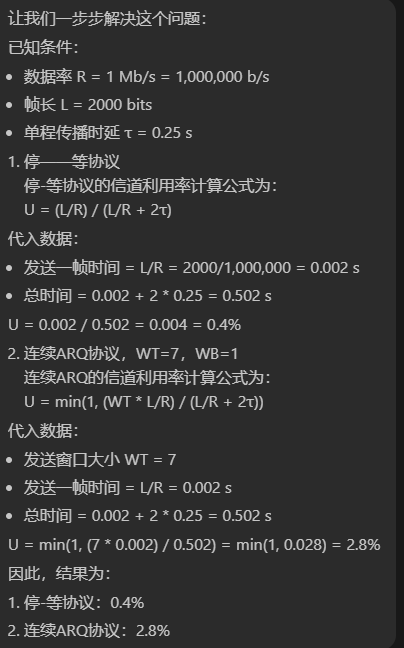 让我们一步步解决这个问题：
已知条件：
• 数据率 R = 1 Mb/s = 1,000,000 b/s
• 帧长 L = 2000 bits
• 单程传播时延 τ = 0.25 s
1. 停——等协议
停-等协议的信道利用率计算公式为：
U = (L/R) / (L/R + 2τ)
代入数据：
• 发送一帧时间 = L/R = 2000/1,000,000 = 0.002 s
• 总时间 = 0.002 + 2 * 0.25 = 0.502 s
U = 0.002 / 0.502 = 0.004 = 0.4%
2. 连续ARQ协议，WT=7，WB=1
连续ARQ的信道利用率计算公式为：
U = min(1, (WT * L/R) / (L/R + 2τ))
代入数据：
• 发送窗口大小 WT = 7
• 发送一帧时间 = L/R = 0.002 s
• 总时间 = 0.002 + 2 * 0.25 = 0.502 s
U = min(1, (7 * 0.002) / 0.502) = min(1, 0.028) = 2.8%
因此，结果为：
1. 停-等协议：0.4%
2. 连续ARQ协议：2.8%